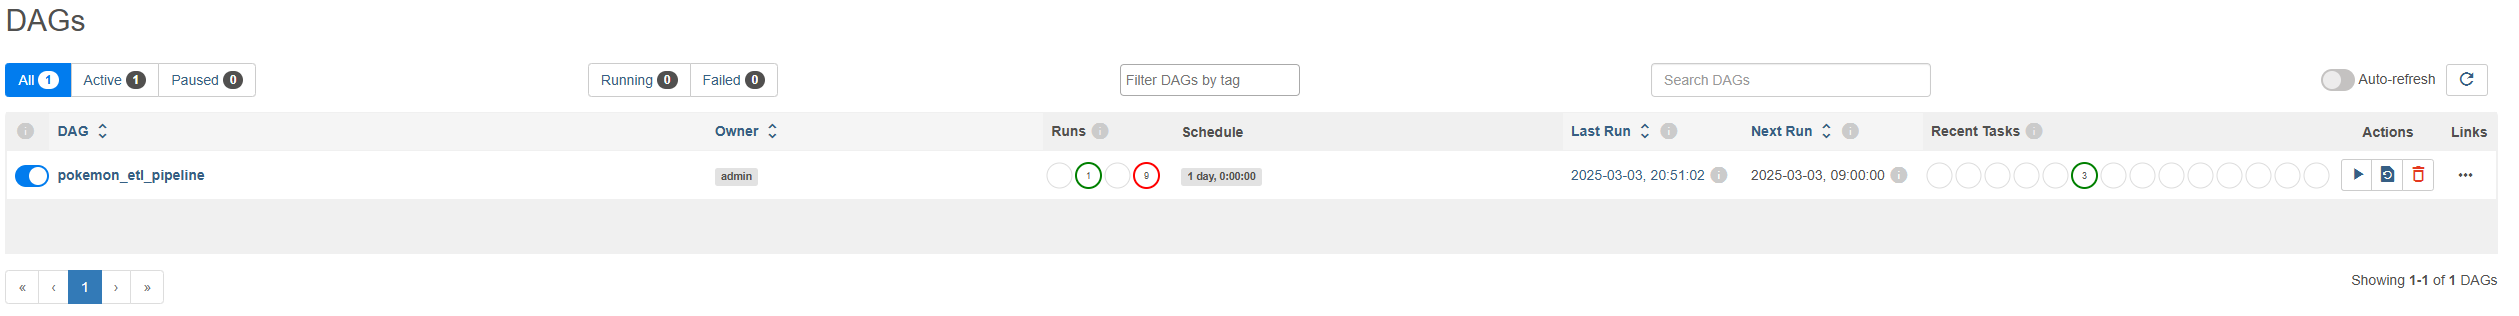 DAGs
All 1 Active 1 Paused 0 Running 0 Failed 0 Filter DAGs by tag Search DAGs Auto-refresh
DAG Owner Runs Schedule Last Run Next Run Recent Tasks Actions Links
pokemon_etl_pipeline admin 1 9 1 day, 0:00:00 2025-03-03, 20:51:02 2025-03-03, 09:00:00 3
« ‹ 1 › » Showing 1-1 of 1 DAGs